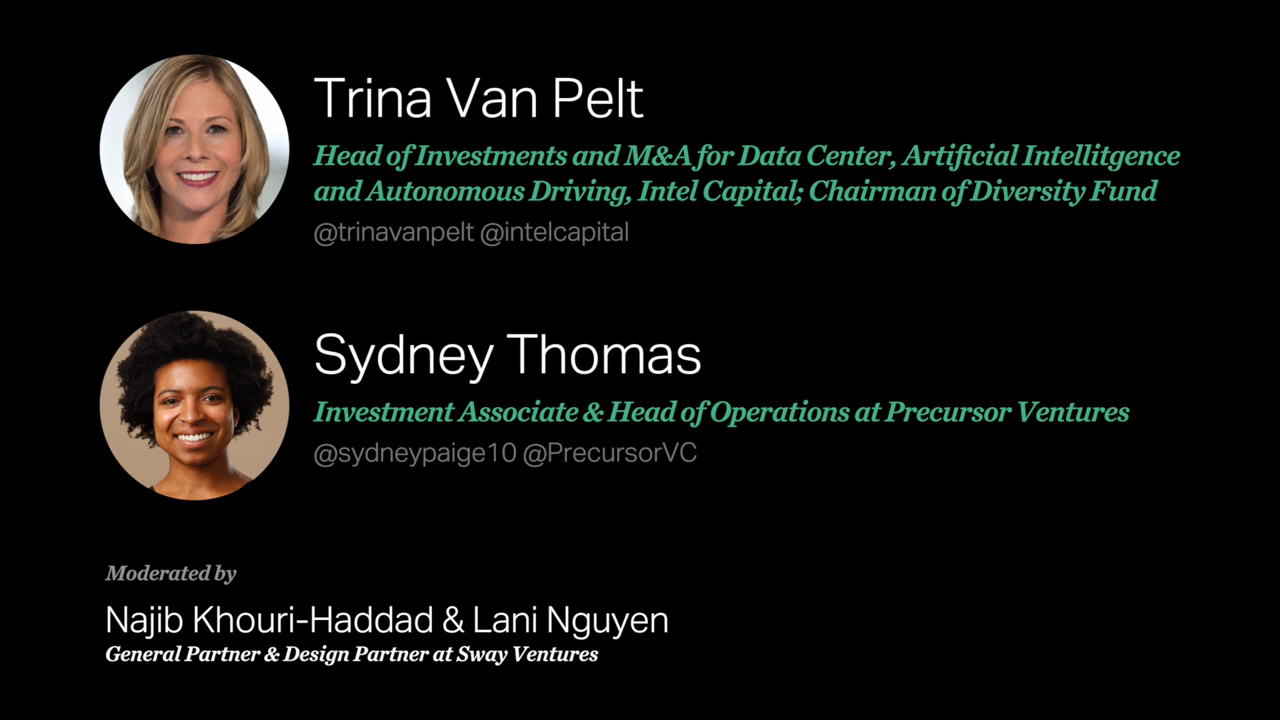 Trina Van Pelt
Head of Investments and M&A for Data Center, Artificial Intellitgence
and Autonomous Driving, Intel Capital; Chairman of Diversity Fund
@trinavanpelt @intelcapital
Sydney Thomas
Investment Associate & Head of Operations at Precursor Ventures
@sydneypaige10 @PrecursorVC
Moderated by
Najib Khouri-Haddad & Lani Nguyen
General Partner & Design Partner at Sway Ventures